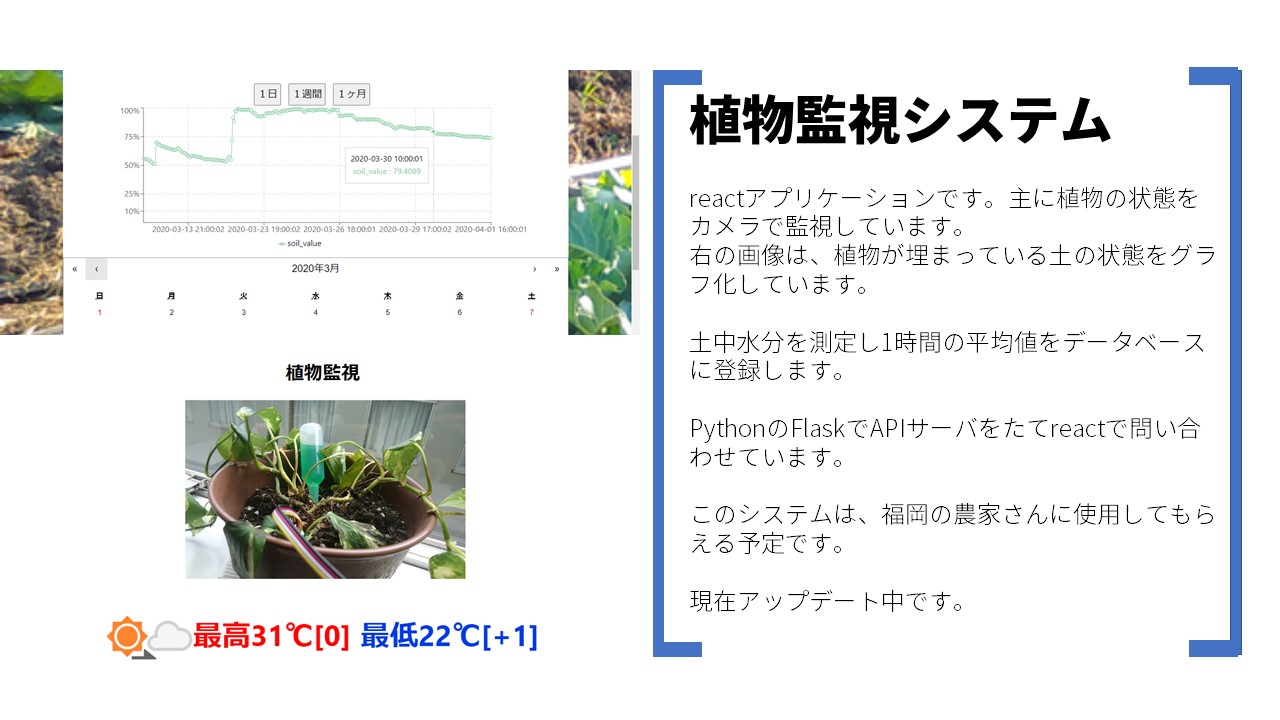 1日 1週間 1ヶ月
100%
75%
50%
25%
10%
2020-03-30 10:00:01
soil_value : 79.4089
2020-03-13 21:00:02 2020-03-23 19:00:02 2020-03-26 18:00:01 2020-03-29 17:00:02 2020-04-01 16:00:01
soil_value
« ‹ 2020年3月 › »
日 月 火 水 木 金 土
1 2 3 4 5 6 7
植物監視
最高31℃[0] 最低22℃[+1]
植物監視システム
reactアプリケーションです。主に植物の状態を
カメラで監視しています。
右の画像は、植物が埋まっている土の状態をグラ
フ化しています。
土中水分を測定し1時間の平均値をデータベース
に登録します。
PythonのFlaskでAPIサーバをたてreactで問い合
わせています。
このシステムは、福岡の農家さんに使用してもら
える予定です。
現在アップデート中です。